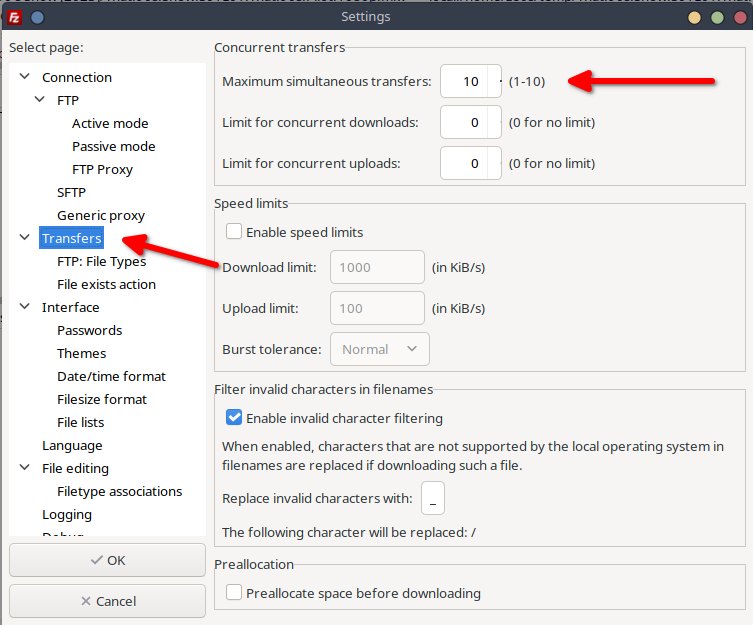 Settings
Select page:
Connection
FTP
Active mode
Passive mode
FTP Proxy
SFTP
Generic proxy
Transfers
FTP: File Types
File exists action
Interface
Passwords
Themes
Date/time format
Filesize format
File lists
Language
File editing
Filetype associations
Logging
Debug
OK
Cancel
Concurrent transfers
Maximum simultaneous transfers: 10 (1-10)
Limit for concurrent downloads: 0 (0 for no limit)
Limit for concurrent uploads: 0 (0 for no limit)
Speed limits
Enable speed limits
Download limit: 1000 (in KiB/s)
Upload limit: 100 (in KiB/s)
Burst tolerance: Normal
Filter invalid characters in filenames
Enable invalid character filtering
When enabled, characters that are not supported by the local operating system in
filenames are replaced if downloading such a file.
Replace invalid characters with: _
The following character will be replaced: /
Preallocation
Preallocate space before downloading